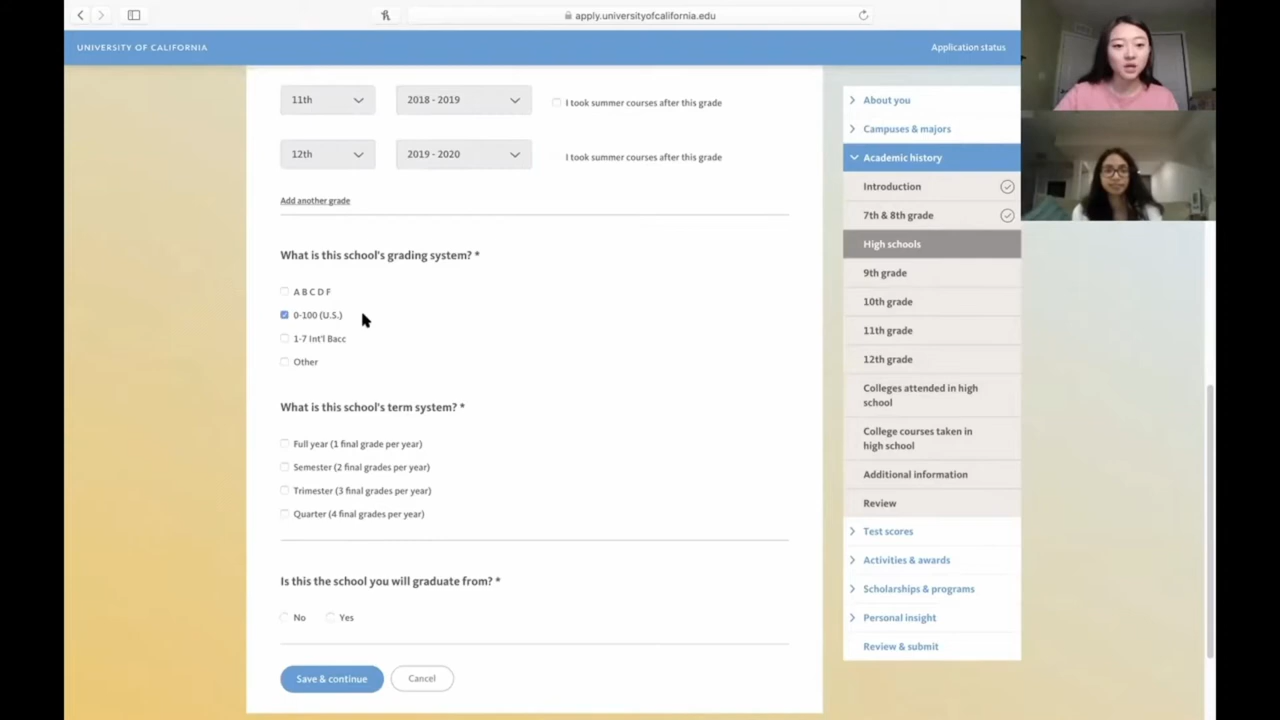 apply.universityofcalifornia.edu
UNIVERSITY OF CALIFORNIA
Application status
11th
2018 - 2019
I took summer courses after this grade
12th
2019 - 2020
I took summer courses after this grade
Add another grade
What is this school's grading system? *
A B C D F
0-100 (U.S.)
1-7 Int'l Bacc
Other
What is this school's term system? *
Full year (1 final grade per year)
Semester (2 final grades per year)
Trimester (3 final grades per year)
Quarter (4 final grades per year)
Is this the school you will graduate from? *
No
Yes
Save & continue
Cancel
About you
Campuses & majors
Academic history
Introduction
7th & 8th grade
High schools
9th grade
10th grade
11th grade
12th grade
Colleges attended in high
school
College courses taken in
high school
Additional information
Review
Test scores
Activities & awards
Scholarships & programs
Personal insight
Review & submit